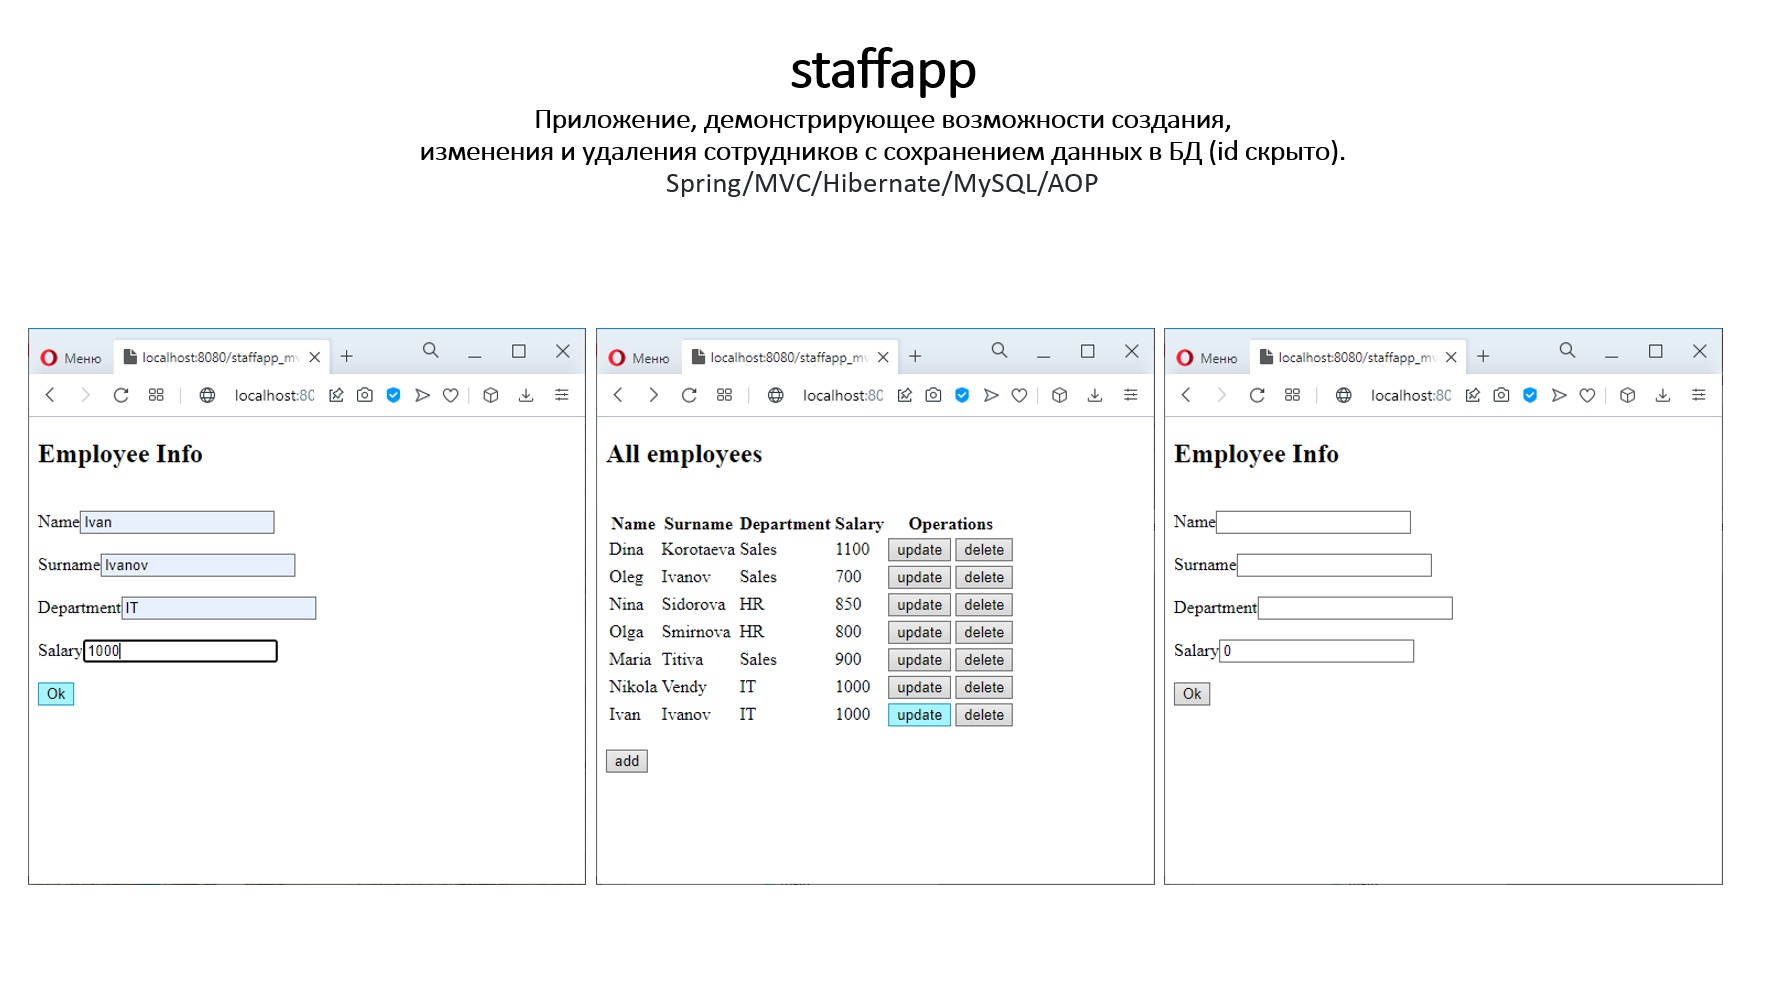 staffapp
Приложение, демонстрирующее возможности создания,
изменения и удаления сотрудников с сохранением данных в БД (id скрыто).
Spring/MVC/Hibernate/MySQL/AOP
Меню localhost:8080/staffapp_mv
localhost:80
Employee Info
Name Ivan
Surname Ivanov
Department IT
Salary 1000
Ok
Меню localhost:8080/staffapp_mv
localhost:80
All employees
Name Surname Department Salary Operations
Dina Korotaeva Sales 1100 update delete
Oleg Ivanov Sales 700 update delete
Nina Sidorova HR 850 update delete
Olga Smirnova HR 800 update delete
Maria Titiva Sales 900 update delete
Nikola Vendy IT 1000 update delete
Ivan Ivanov IT 1000 update delete
add
Меню localhost:8080/staffapp_mv
localhost:80
Employee Info
Name
Surname
Department
Salary 0
Ok